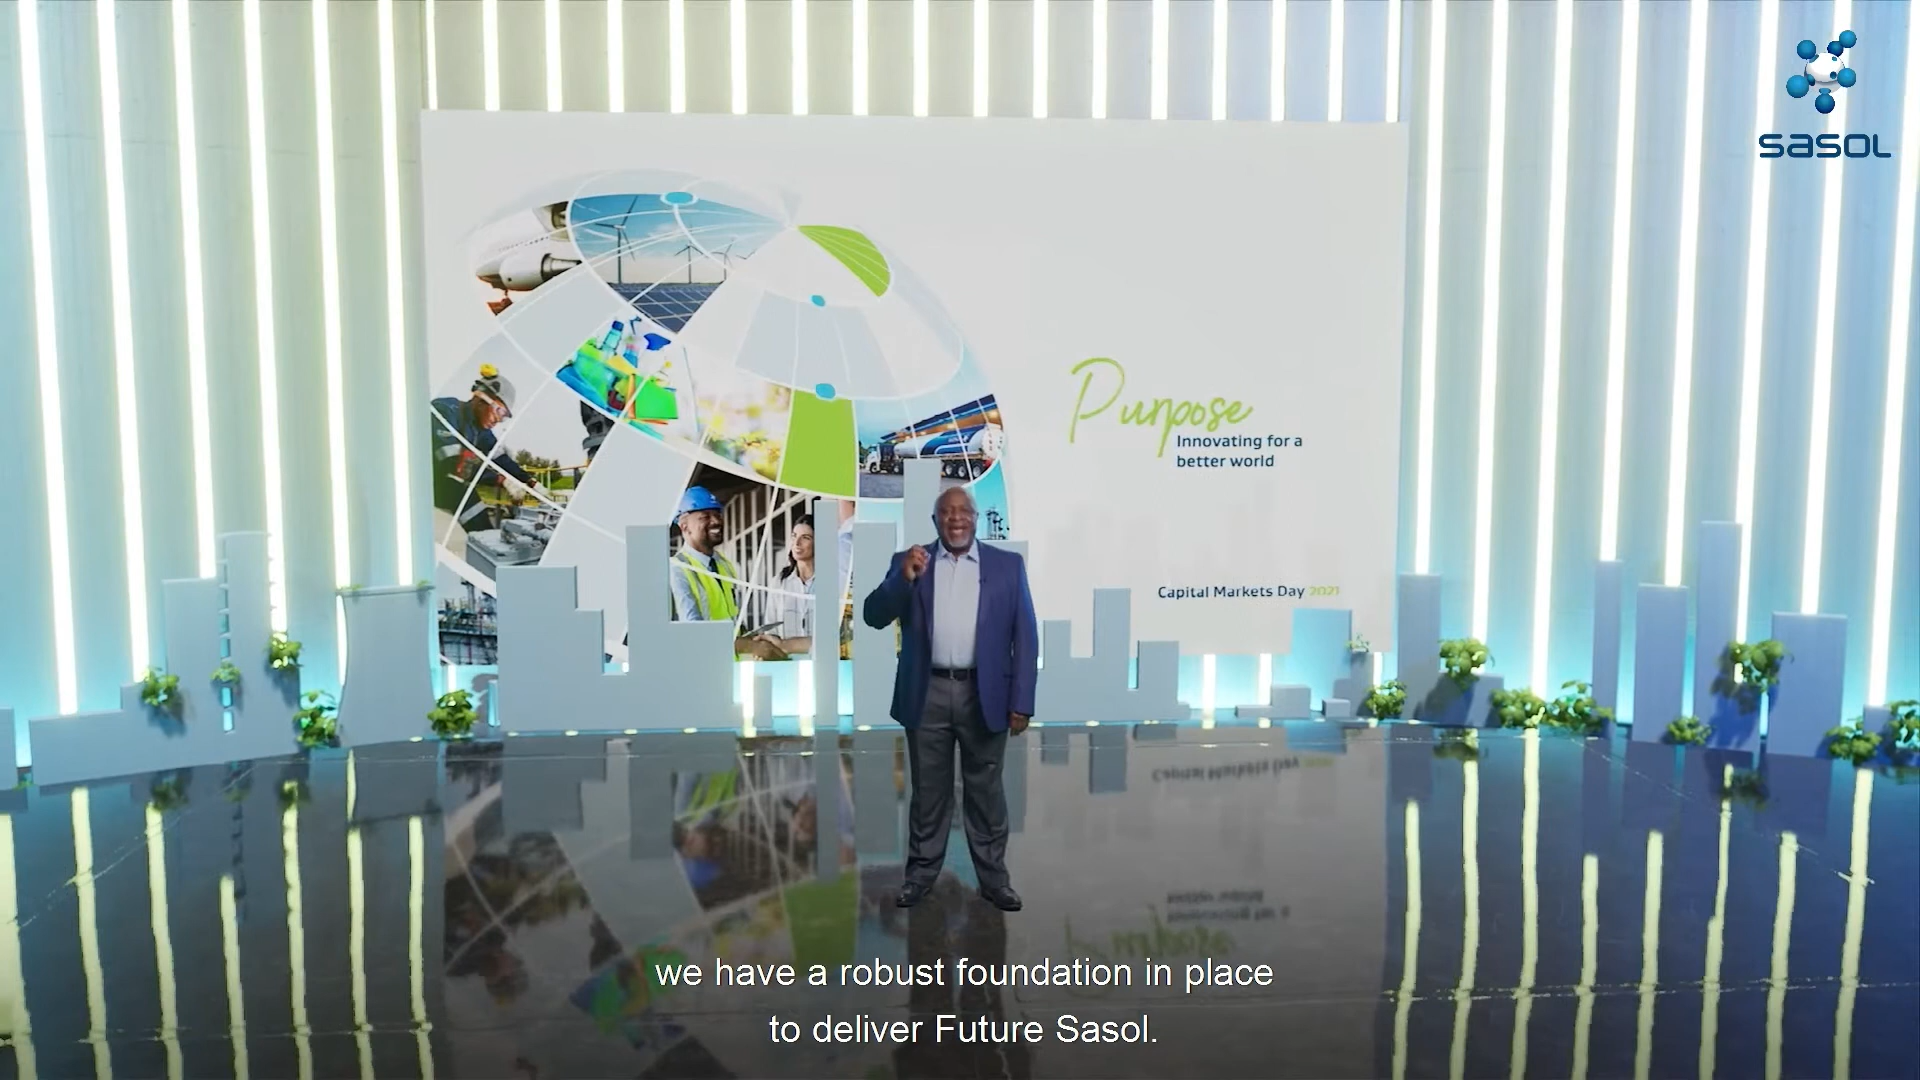 sasol
Purpose
Innovating for a
better world
Capital Markets Day 2021
we have a robust foundation in place
to deliver Future Sasol.